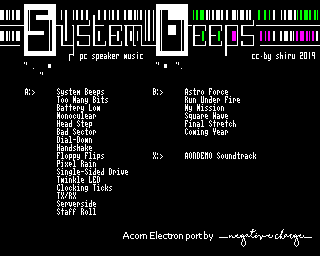 System Beeps
pc speaker music
cc-by shiru 2019
A:> System Beeps
Too Many Bits
Battery Low
Monocular
Head Step
Bad Sector
Dial-Down
Handshake
Floppy Flips
Pixel Rain
Single-Sided Drive
Twinkle LED
Clocking Ticks
TX/RX
Serverside
Staff Roll
B:> Astro Force
Run Under Fire
My Mission
Square Wave
Final Stretch
Coming Year
X:> AONDEMO Soundtrack
Acorn Electron port by negative charge